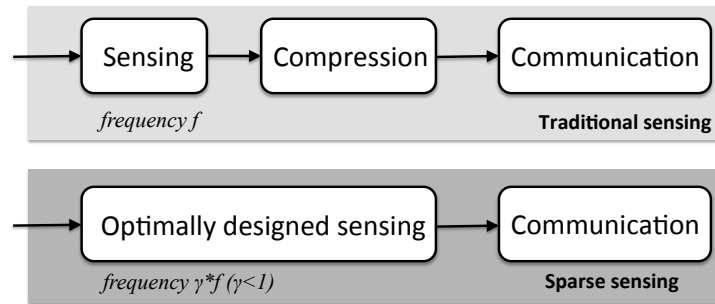 Sensing
Compression
Communication
frequency f
Traditional sensing
Optimally designed sensing
Communication
frequency γ*f (γ<1)
Sparse sensing